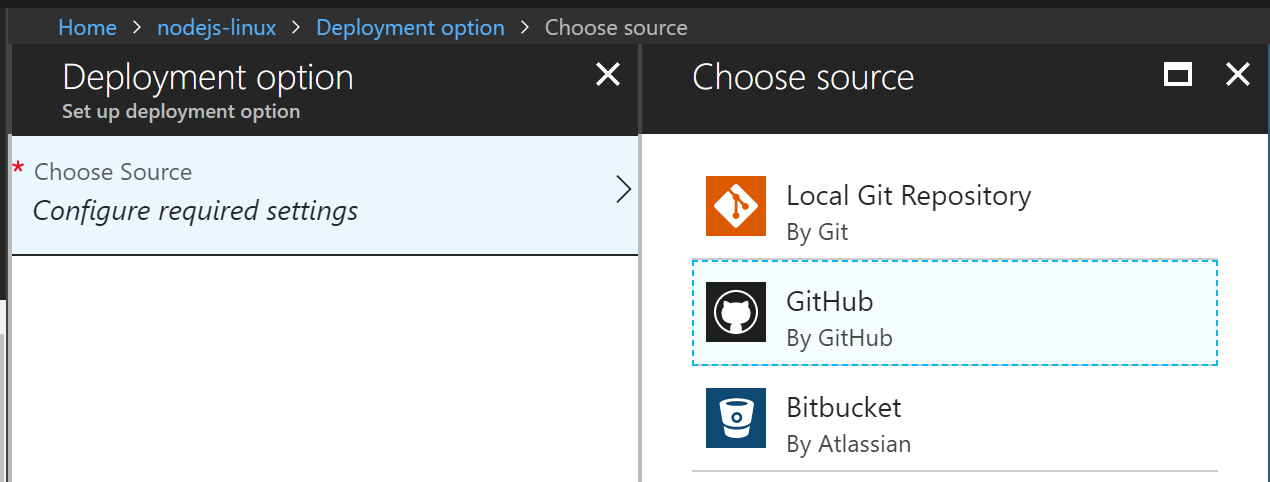 Home > nodejs-linux > Deployment option > Choose source
Deployment option
Set up deployment option
* Choose Source
Configure required settings
Choose source
Local Git Repository
By Git
GitHub
By GitHub
Bitbucket
By Atlassian